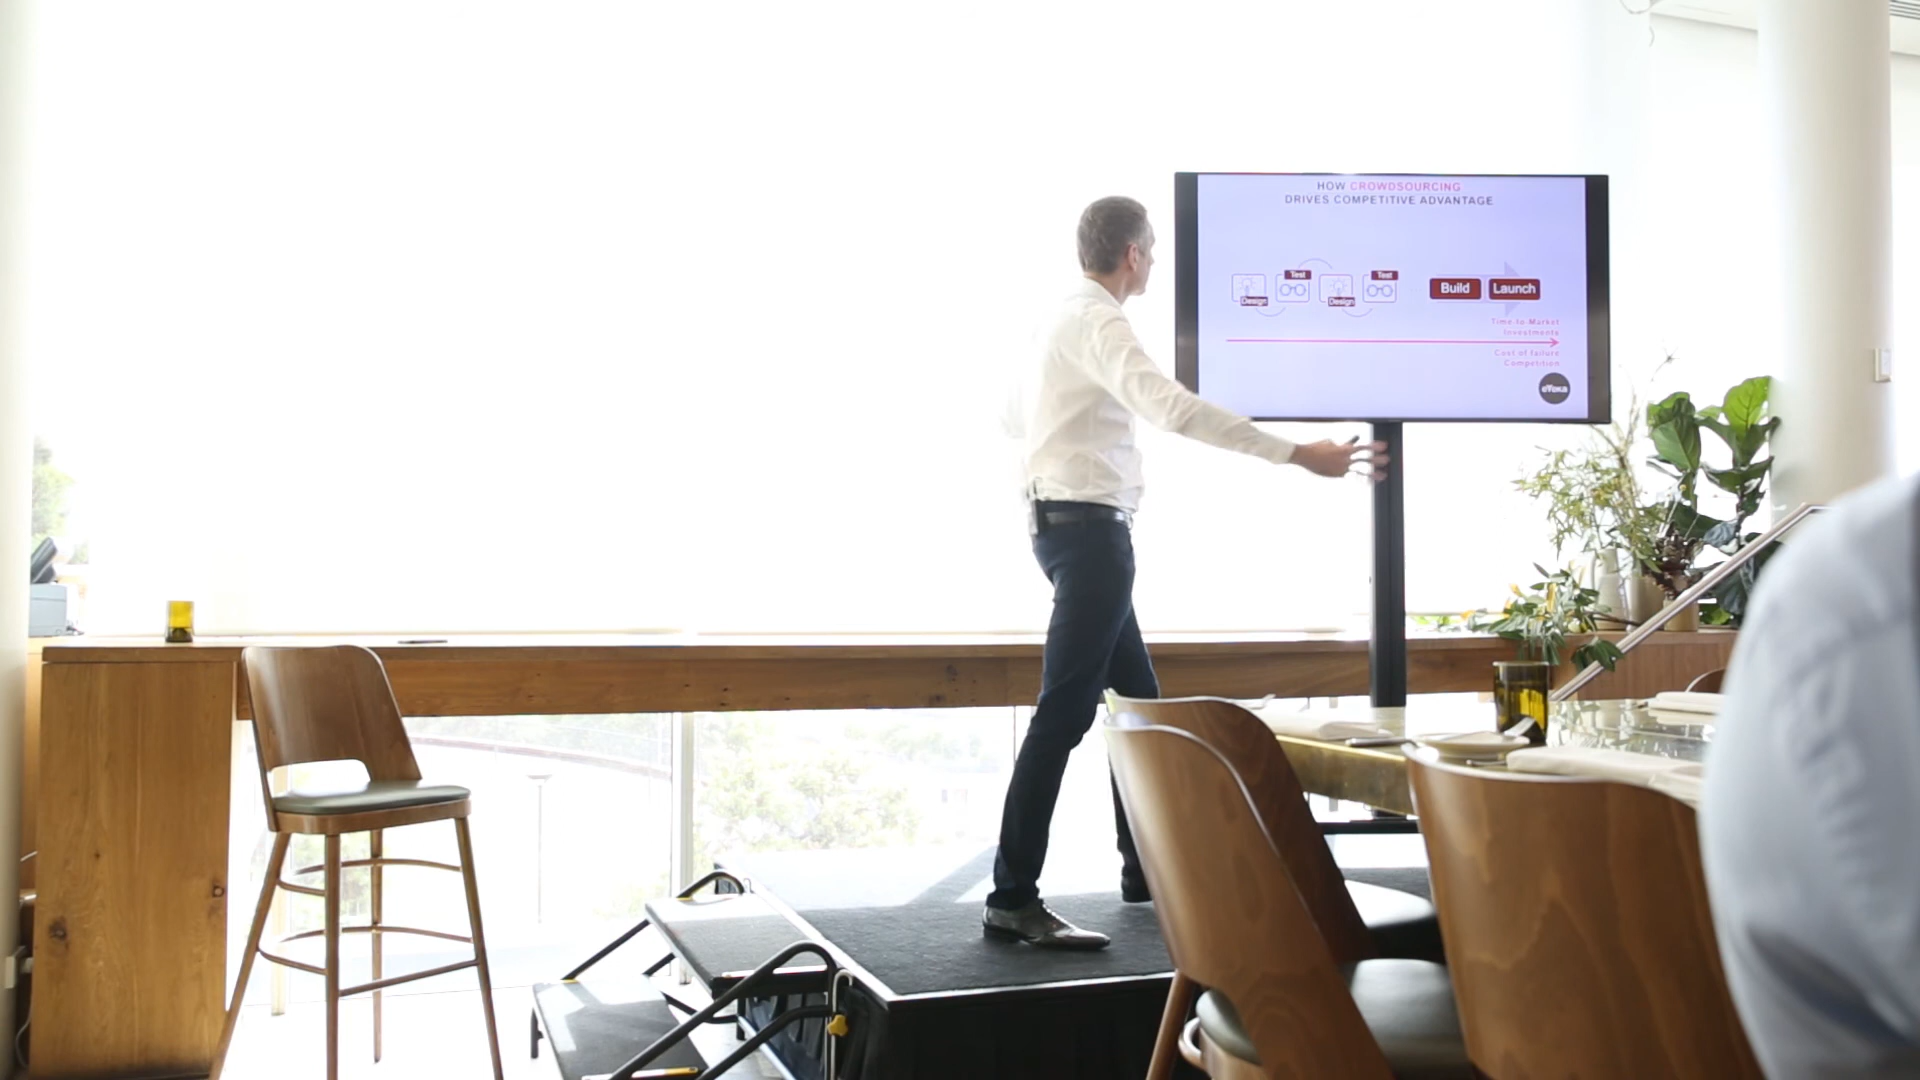 HOW CROWDSOURCING
DRIVES COMPETITIVE ADVANTAGE
Test
Test
Design
Design
Build
Launch
Time-to-Market
Investments
Cost of failure
Competition
eYeka